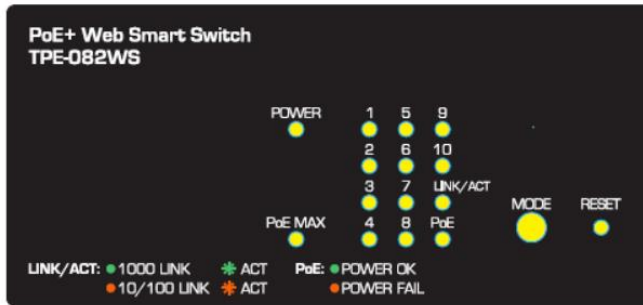 PoE+ Web Smart Switch
TPE-082WS
POWER 1 5 9
2 6 10
3 7 LINK/ACT MODE RESET
PoE MAX 4 8 PoE
LINK/ACT: 1000 LINK ACT PoE: POWER OK
10/100 LINK ACT POWER FAIL